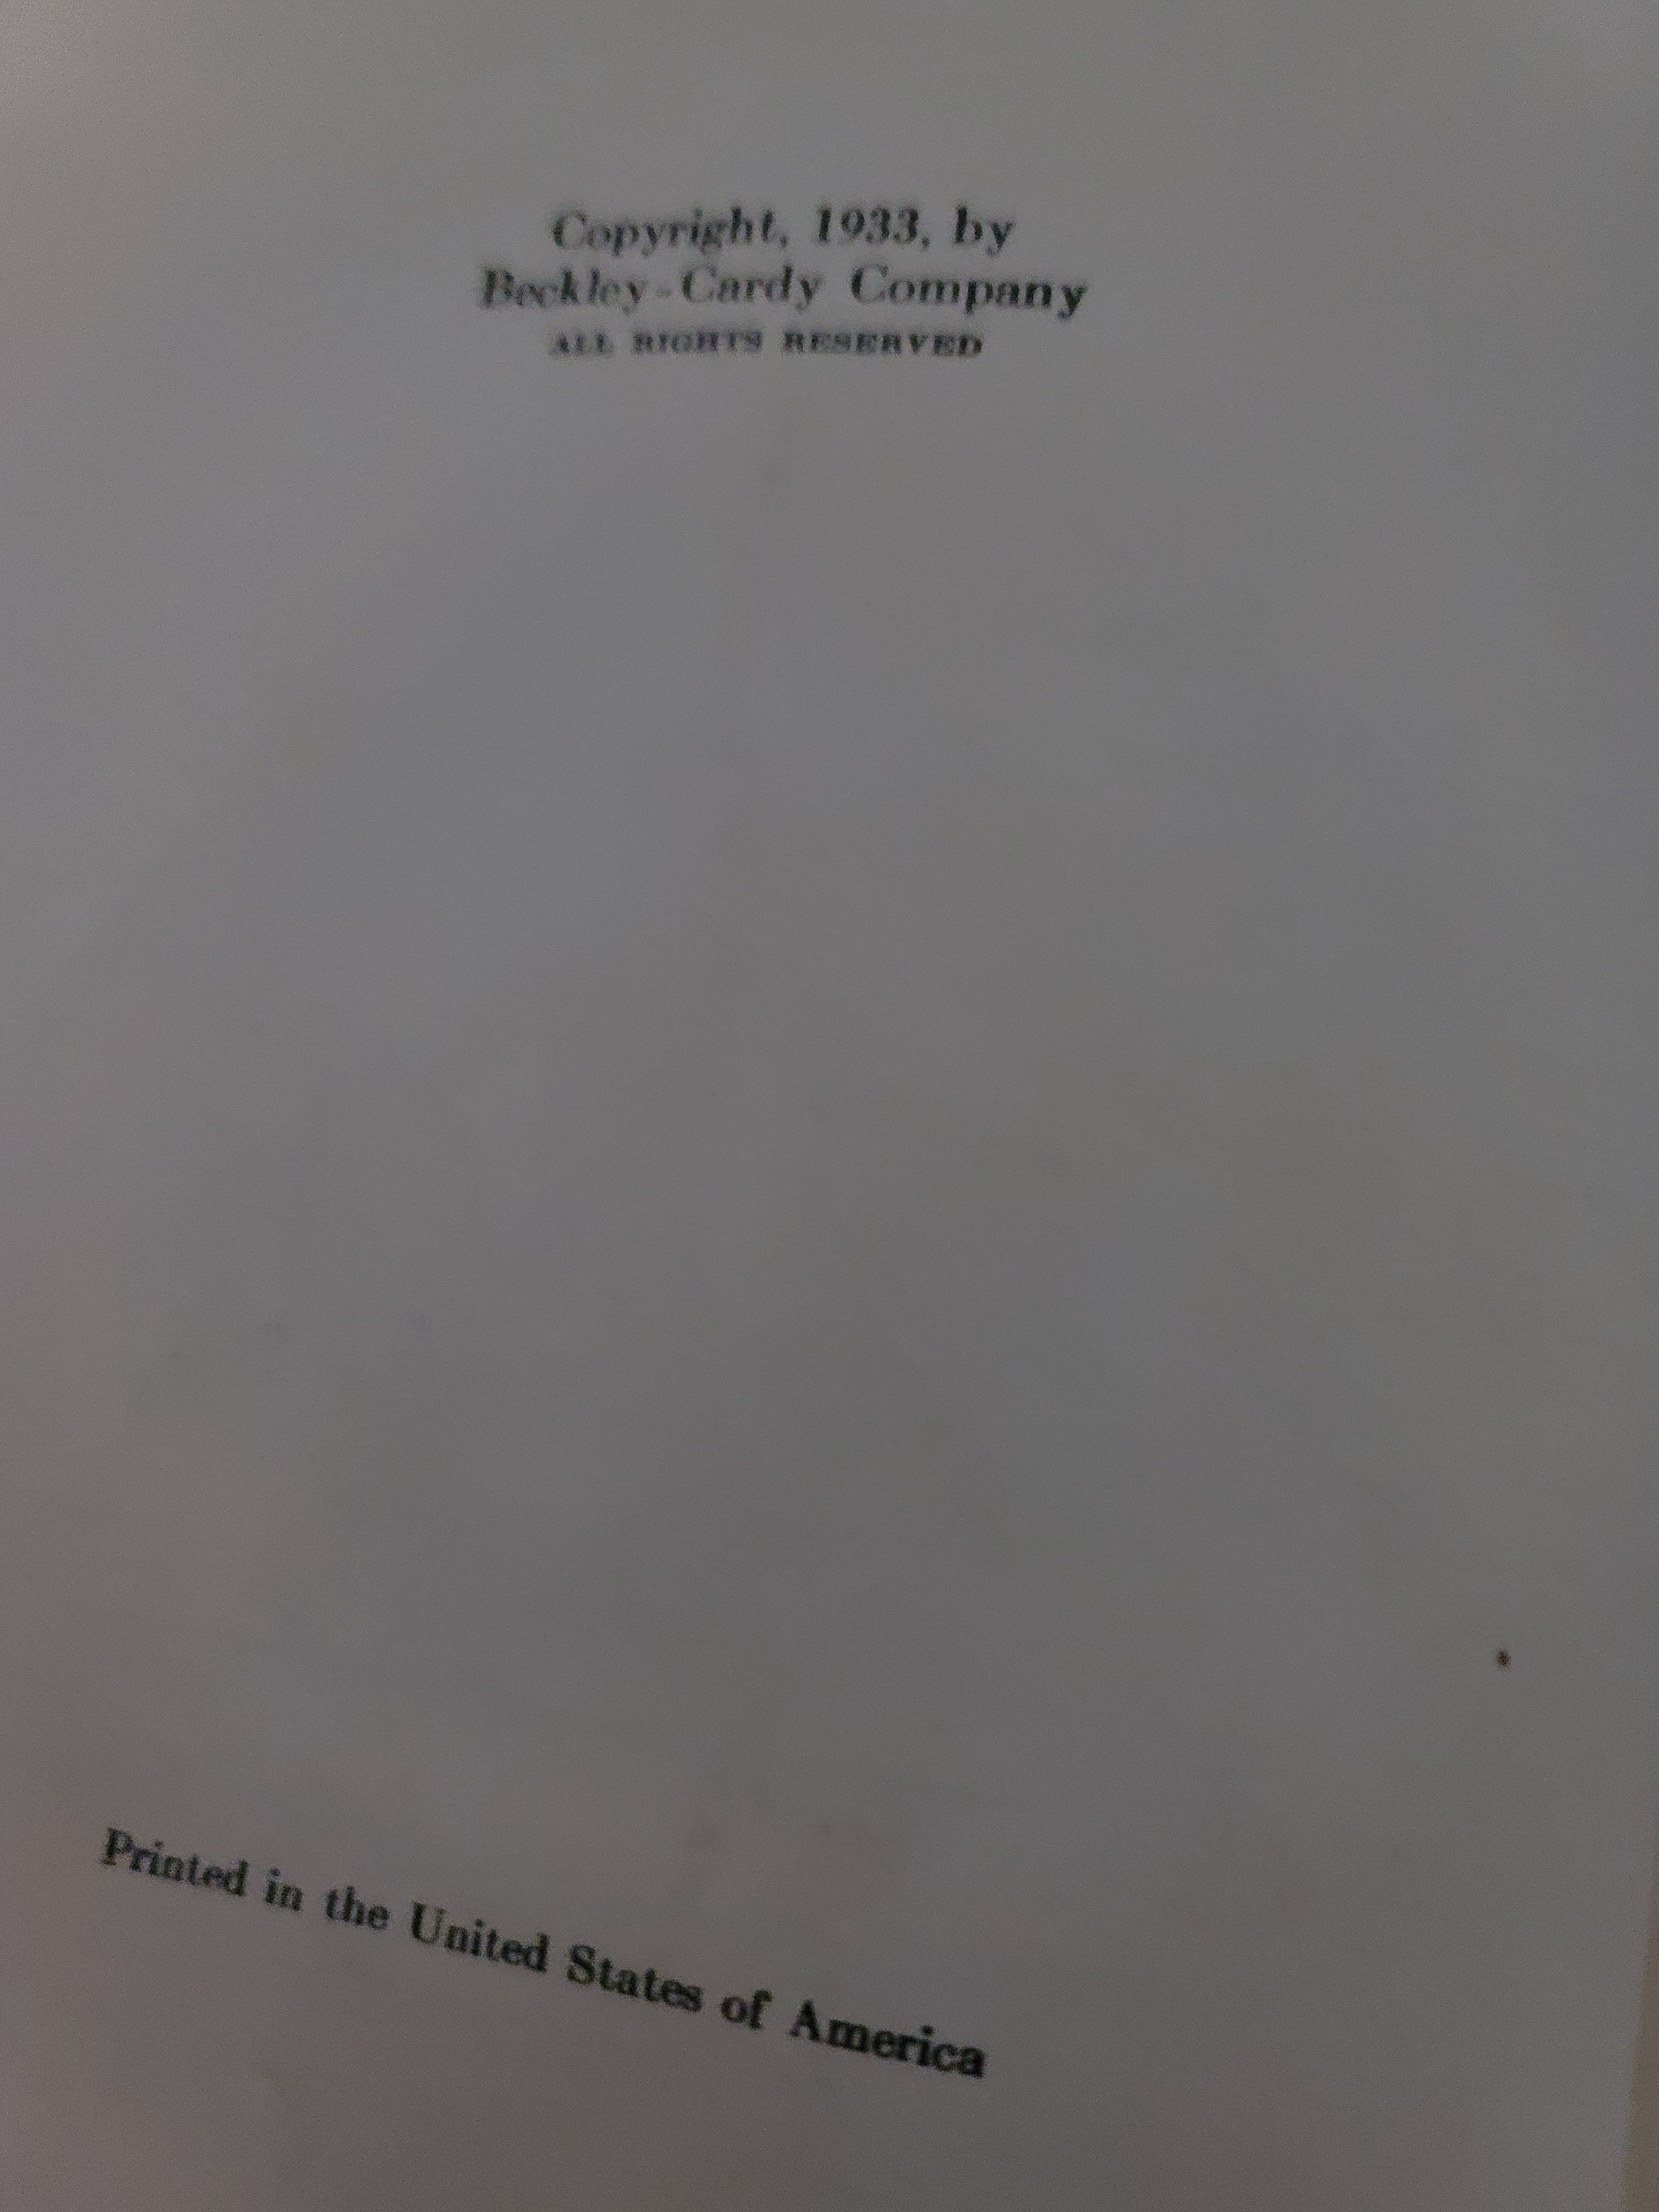 Copyright, 1933, by
Beckley-Cardy Company
ALL RIGHTS RESERVED
Printed in the United States of America